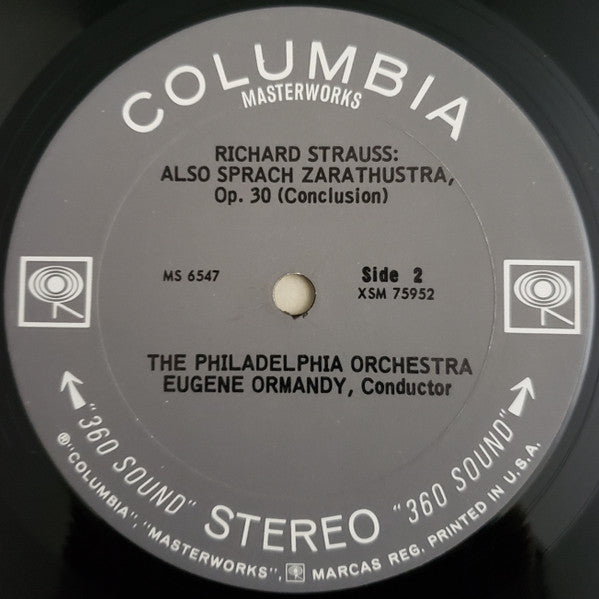 COLUMBIA
MASTERWORKS
RICHARD STRAUSS:
ALSO SPRACH ZARATHUSTRA,
Op. 30 (Conclusion)
MS 6547
Side 2
XSM 75952
THE PHILADELPHIA ORCHESTRA
EUGENE ORMANDY, Conductor
"360 SOUND" STEREO "360 SOUND"
® "COLUMBIA", "MASTERWORKS", MARCAS REG. PRINTED IN U.S.A.